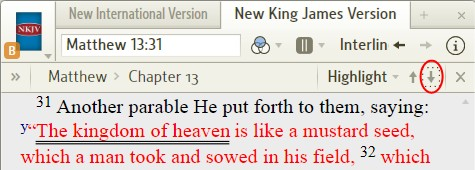 New International Version New King James Version
NKJV
B
Matthew 13:31 Interlin
» Matthew > Chapter 13 Highlight
31 Another parable He put forth to them, saying:
y“The kingdom of heaven is like a mustard seed,
which a man took and sowed in his field, 32 which